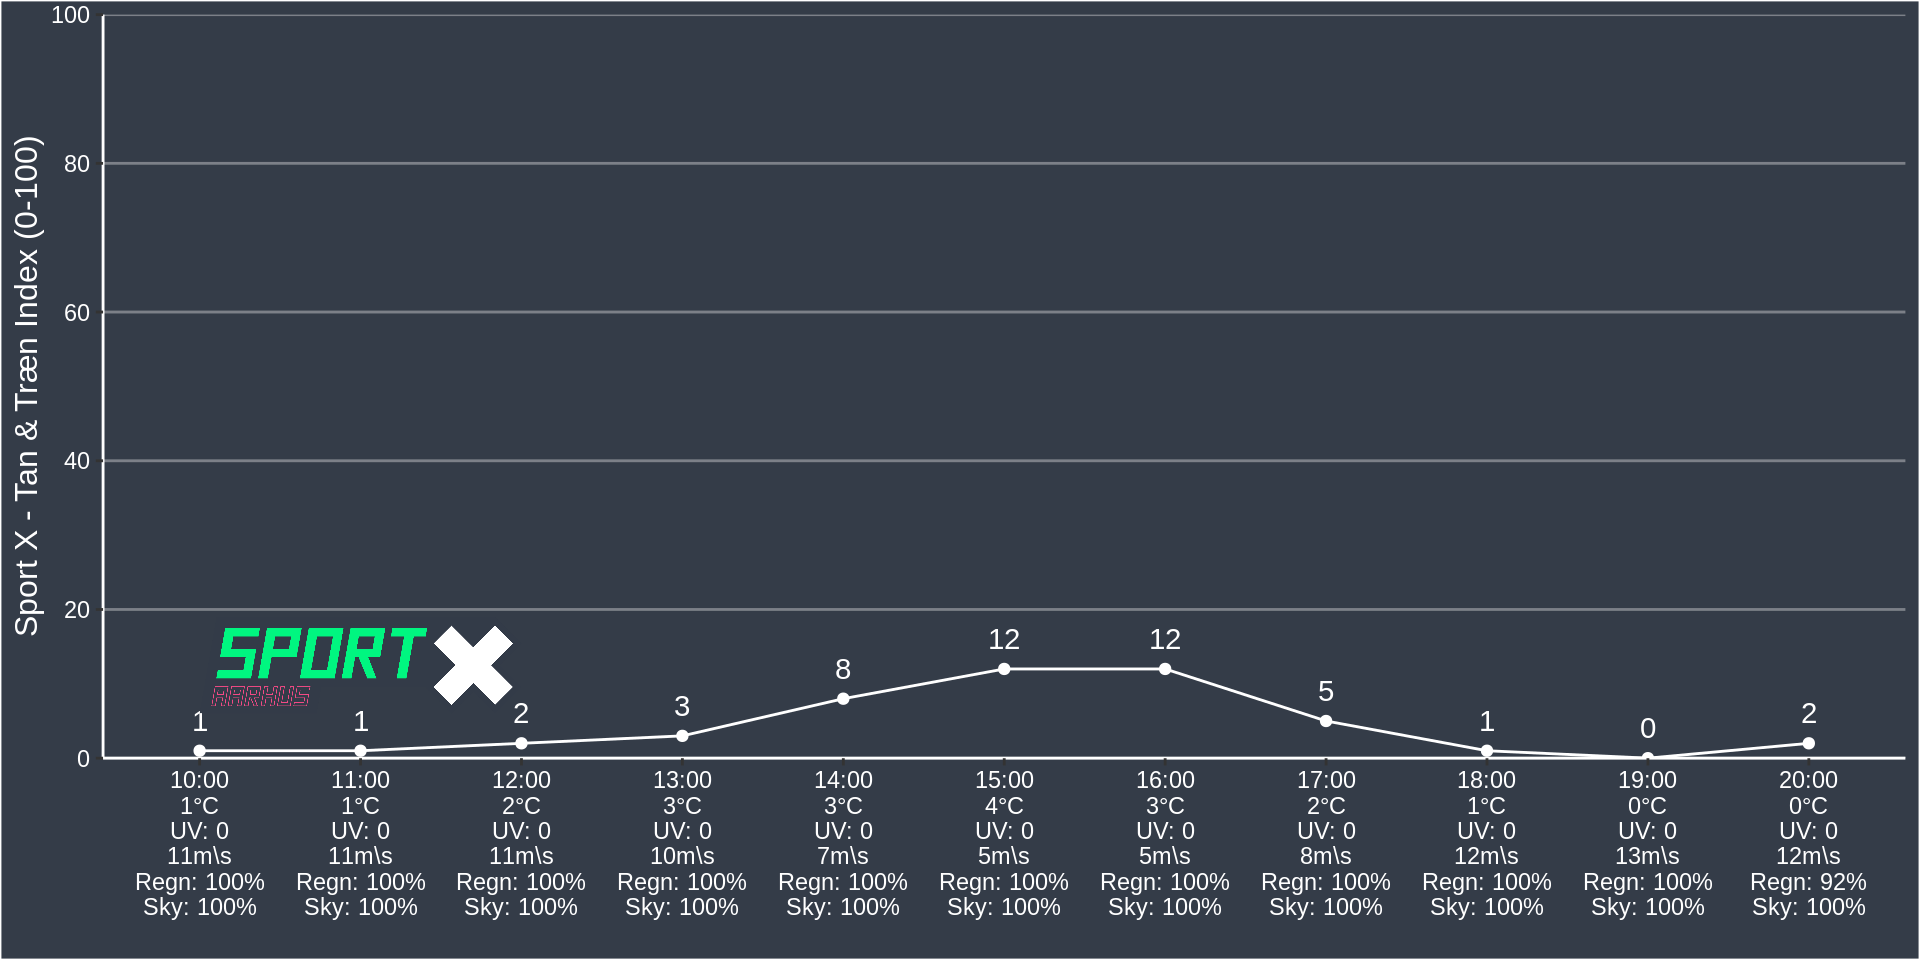 Sport X - Tan & Træn Index (0-100)
100
80
60
40
20
0
SPORT X
AARHUS
1 1 2 3 8 12 12 5 1 0 2
10:00 11:00 12:00 13:00 14:00 15:00 16:00 17:00 18:00 19:00 20:00
1°C 1°C 2°C 3°C 3°C 4°C 3°C 2°C 1°C 0°C 0°C
UV: 0 UV: 0 UV: 0 UV: 0 UV: 0 UV: 0 UV: 0 UV: 0 UV: 0 UV: 0 UV: 0
11m\s 11m\s 11m\s 10m\s 7m\s 5m\s 5m\s 8m\s 12m\s 13m\s 12m\s
Regn: 100% Regn: 100% Regn: 100% Regn: 100% Regn: 100% Regn: 100% Regn: 100% Regn: 100% Regn: 100% Regn: 100% Regn: 92%
Sky: 100% Sky: 100% Sky: 100% Sky: 100% Sky: 100% Sky: 100% Sky: 100% Sky: 100% Sky: 100% Sky: 100% Sky: 100%